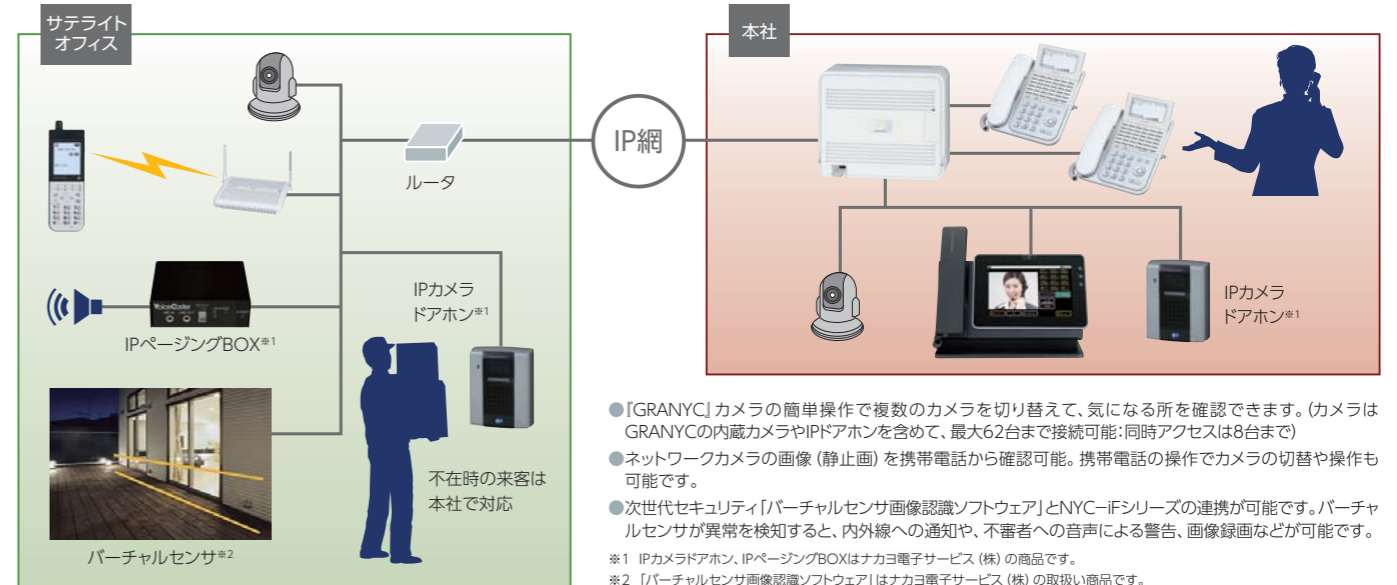 サテライト
オフィス
本社
IP網
ルータ
VoiceCaster
IPカメラ
ドアホン※1
IPページングBOX※1
IPカメラ
ドアホン※1
不在時の来客は
本社で対応
バーチャルセンサ※2
●『GRANYC』カメラの簡単操作で複数のカメラを切り替えて、気になる所を確認できます。(カメラは
GRANYCの内蔵カメラやIPドアホンを含めて、最大62台まで接続可能:同時アクセスは8台まで)
●ネットワークカメラの画像(静止画)を携帯電話から確認可能。携帯電話の操作でカメラの切替や操作も
可能です。
●次世代セキュリティ「バーチャルセンサ画像認識ソフトウェア」とNYC−iFシリーズの連携が可能です。バーチャ
ルセンサが異常を検知すると、内外線への通知や、不審者への音声による警告、画像録画などが可能です。
※1 IPカメラドアホン、IPページングBOXはナカヨ電子サービス(株)の商品です。
※2 「バーチャルセンサ画像認識ソフトウェア」はナカヨ電子サービス(株)の取扱い商品です。